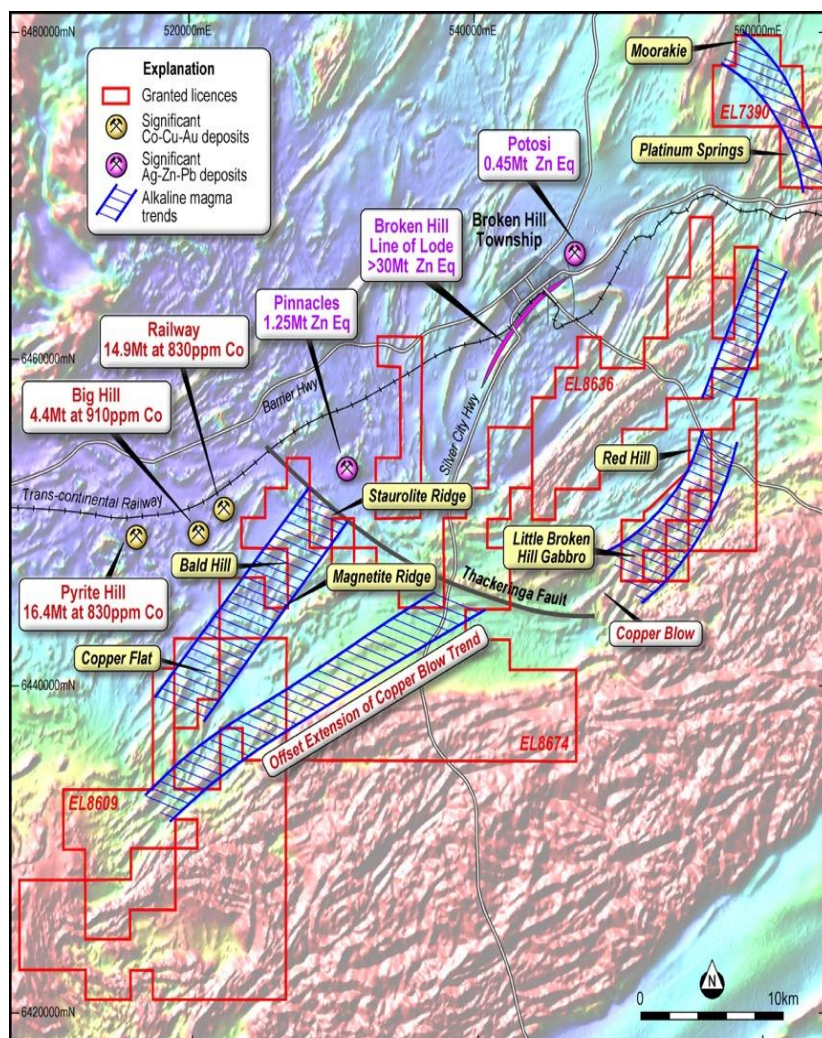 520000mE
540000mE
560000mE
6480000mN
Moorakie
Explanation
Granted licences
Significant
Co-Cu-Au deposits
Significant
Ag-Zn-Pb deposits
Alkaline magma
trends
EL7390
Platinum Springs
Potosi
0.45Mt Zn Eq
Broken Hill
Line of Lode
>30Mt Zn Eq
Broken Hill
Township
Pinnacles
1.25Mt Zn Eq
Railway
14.9Mt at 830ppm Co
6460000mN
Barrier Hwy
EL8636
Big Hill
4.4Mt at 910ppm Co
Silver City Hwy
Red Hill
Trans-continental Railway
Staurolite Ridge
Little Broken
Hill Gabbro
Bald Hill
Magnetite Ridge
Thackeringa Fault
Pyrite Hill
16.4Mt at 830ppm Co
Copper Blow
Copper Flat
6440000mN
Offset Extension of Copper Blow Trend
EL8674
EL8609
N
0
10km
6420000mN